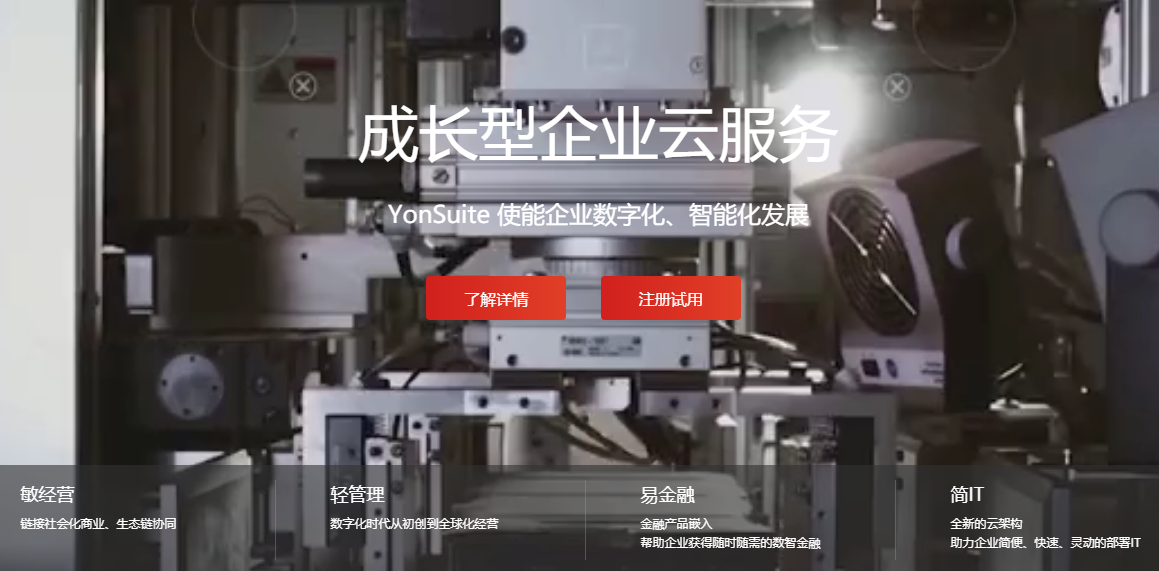 成长型企业云服务
YonSuite 使能企业数字化、智能化发展
了解详情
注册试用
敏经营
链接社会化商业、生态链协同
轻管理
数字化时代从初创到全球化经营
易金融
金融产品嵌入
帮助企业获得随时随需的数智金融
简IT
全新的云架构
助力企业简便、快速、灵动的部署IT